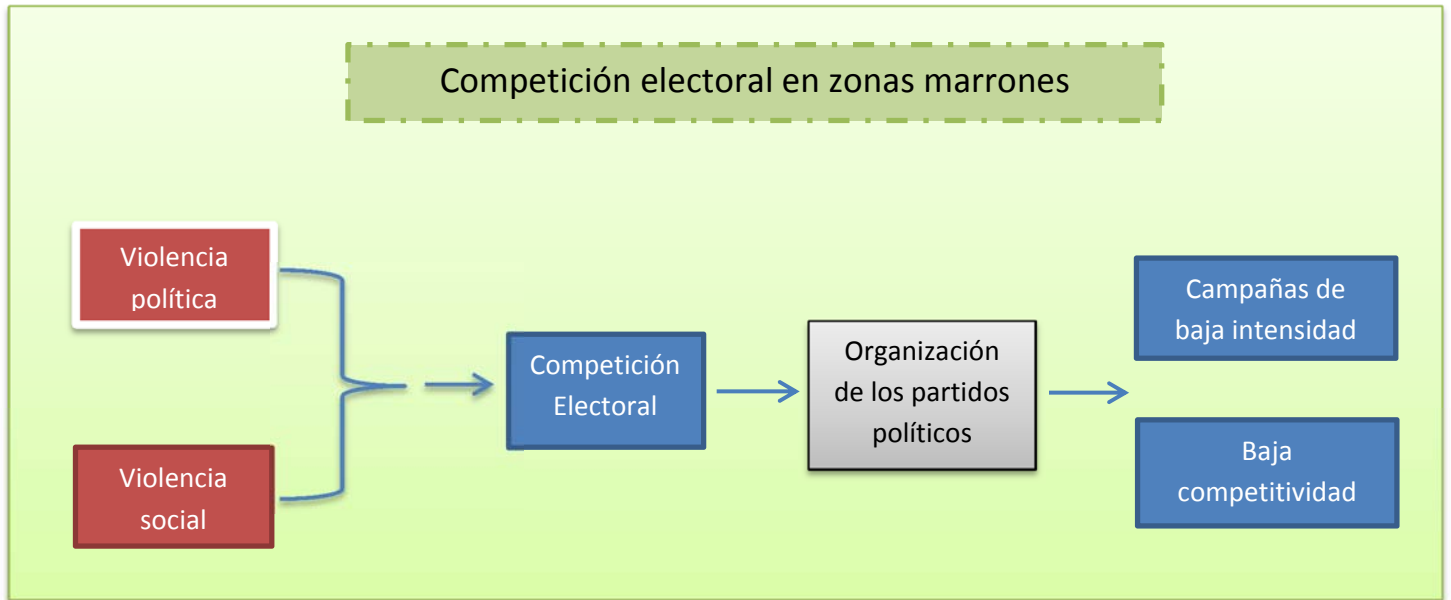 Competición electoral en zonas marrones
Violencia
política
Violencia
social
Competición
Electoral
Organización
de los partidos
políticos
Campañas de
baja intensidad
Baja
competitividad